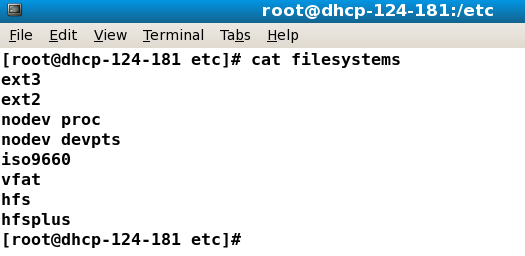 root@dhcp-124-181:/etc
File Edit View Terminal Tabs Help
[root@dhcp-124-181 etc]# cat filesystems
ext3
ext2
nodev proc
nodev devpts
iso9660
vfat
hfs
hfsplus
[root@dhcp-124-181 etc]#